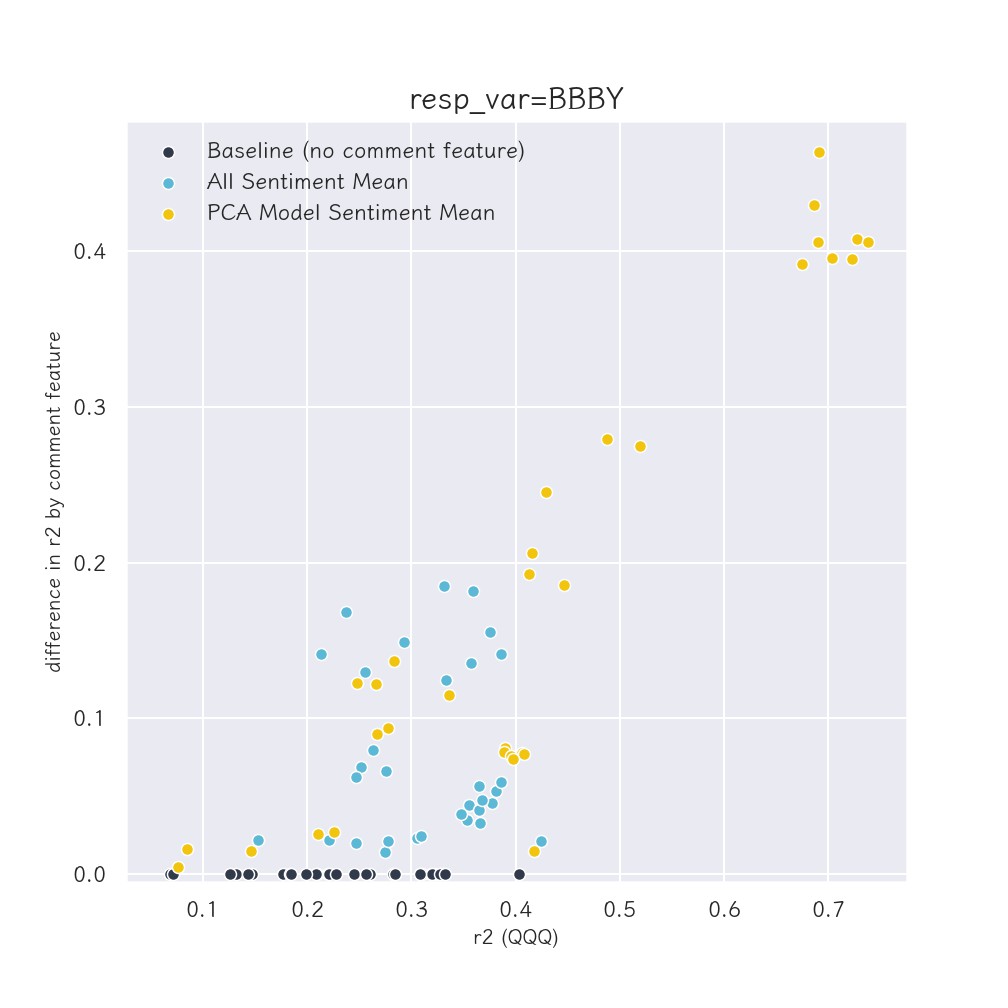 resp_var=BBBY
Baseline (no comment feature)
All Sentiment Mean
PCA Model Sentiment Mean
difference in r2 by comment feature
0.4
0.3
0.2
0.1
0.0
0.1 0.2 0.3 0.4 0.5 0.6 0.7
r2 (QQQ)